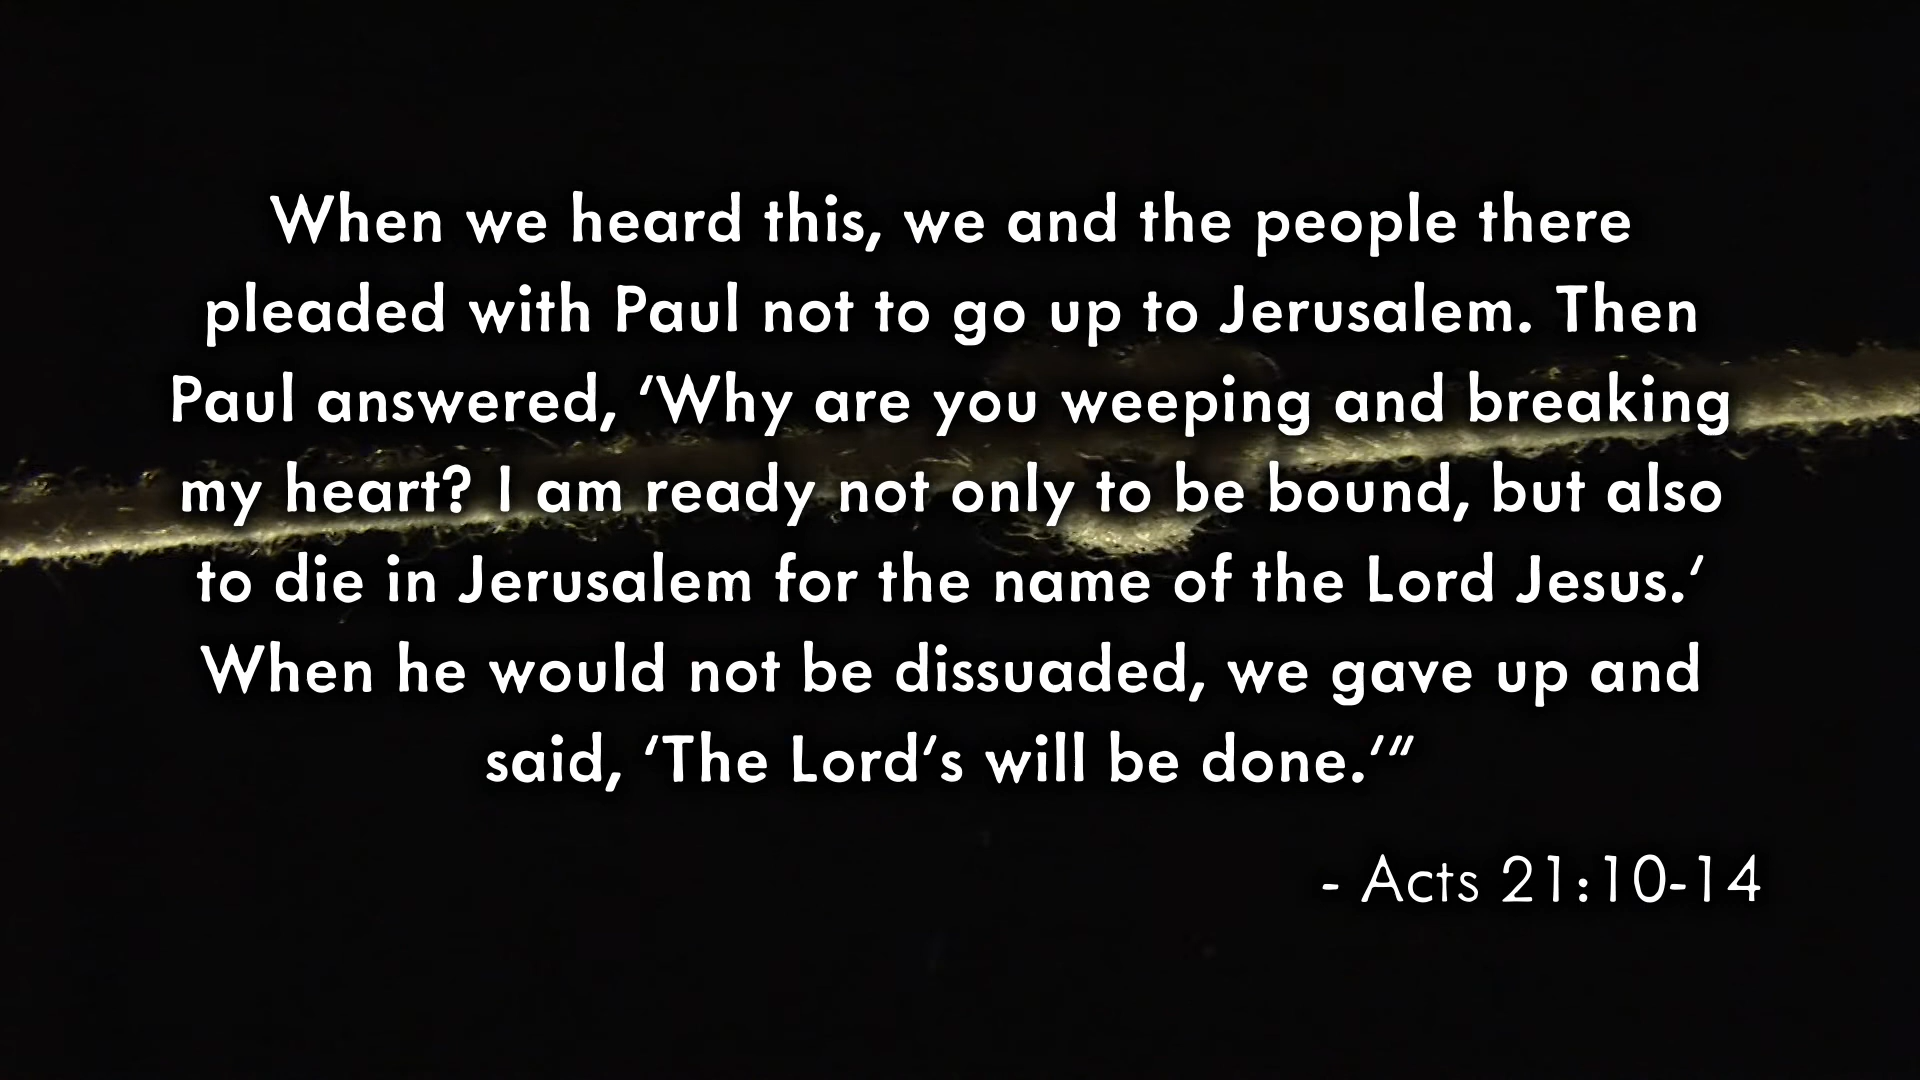 When we heard this, we and the people there
pleaded with Paul not to go up to Jerusalem. Then
Paul answered, ‘Why are you weeping and breaking
my heart? I am ready not only to be bound, but also
to die in Jerusalem for the name of the Lord Jesus.’
When he would not be dissuaded, we gave up and
said, ‘The Lord’s will be done.’”
- Acts 21:10-14